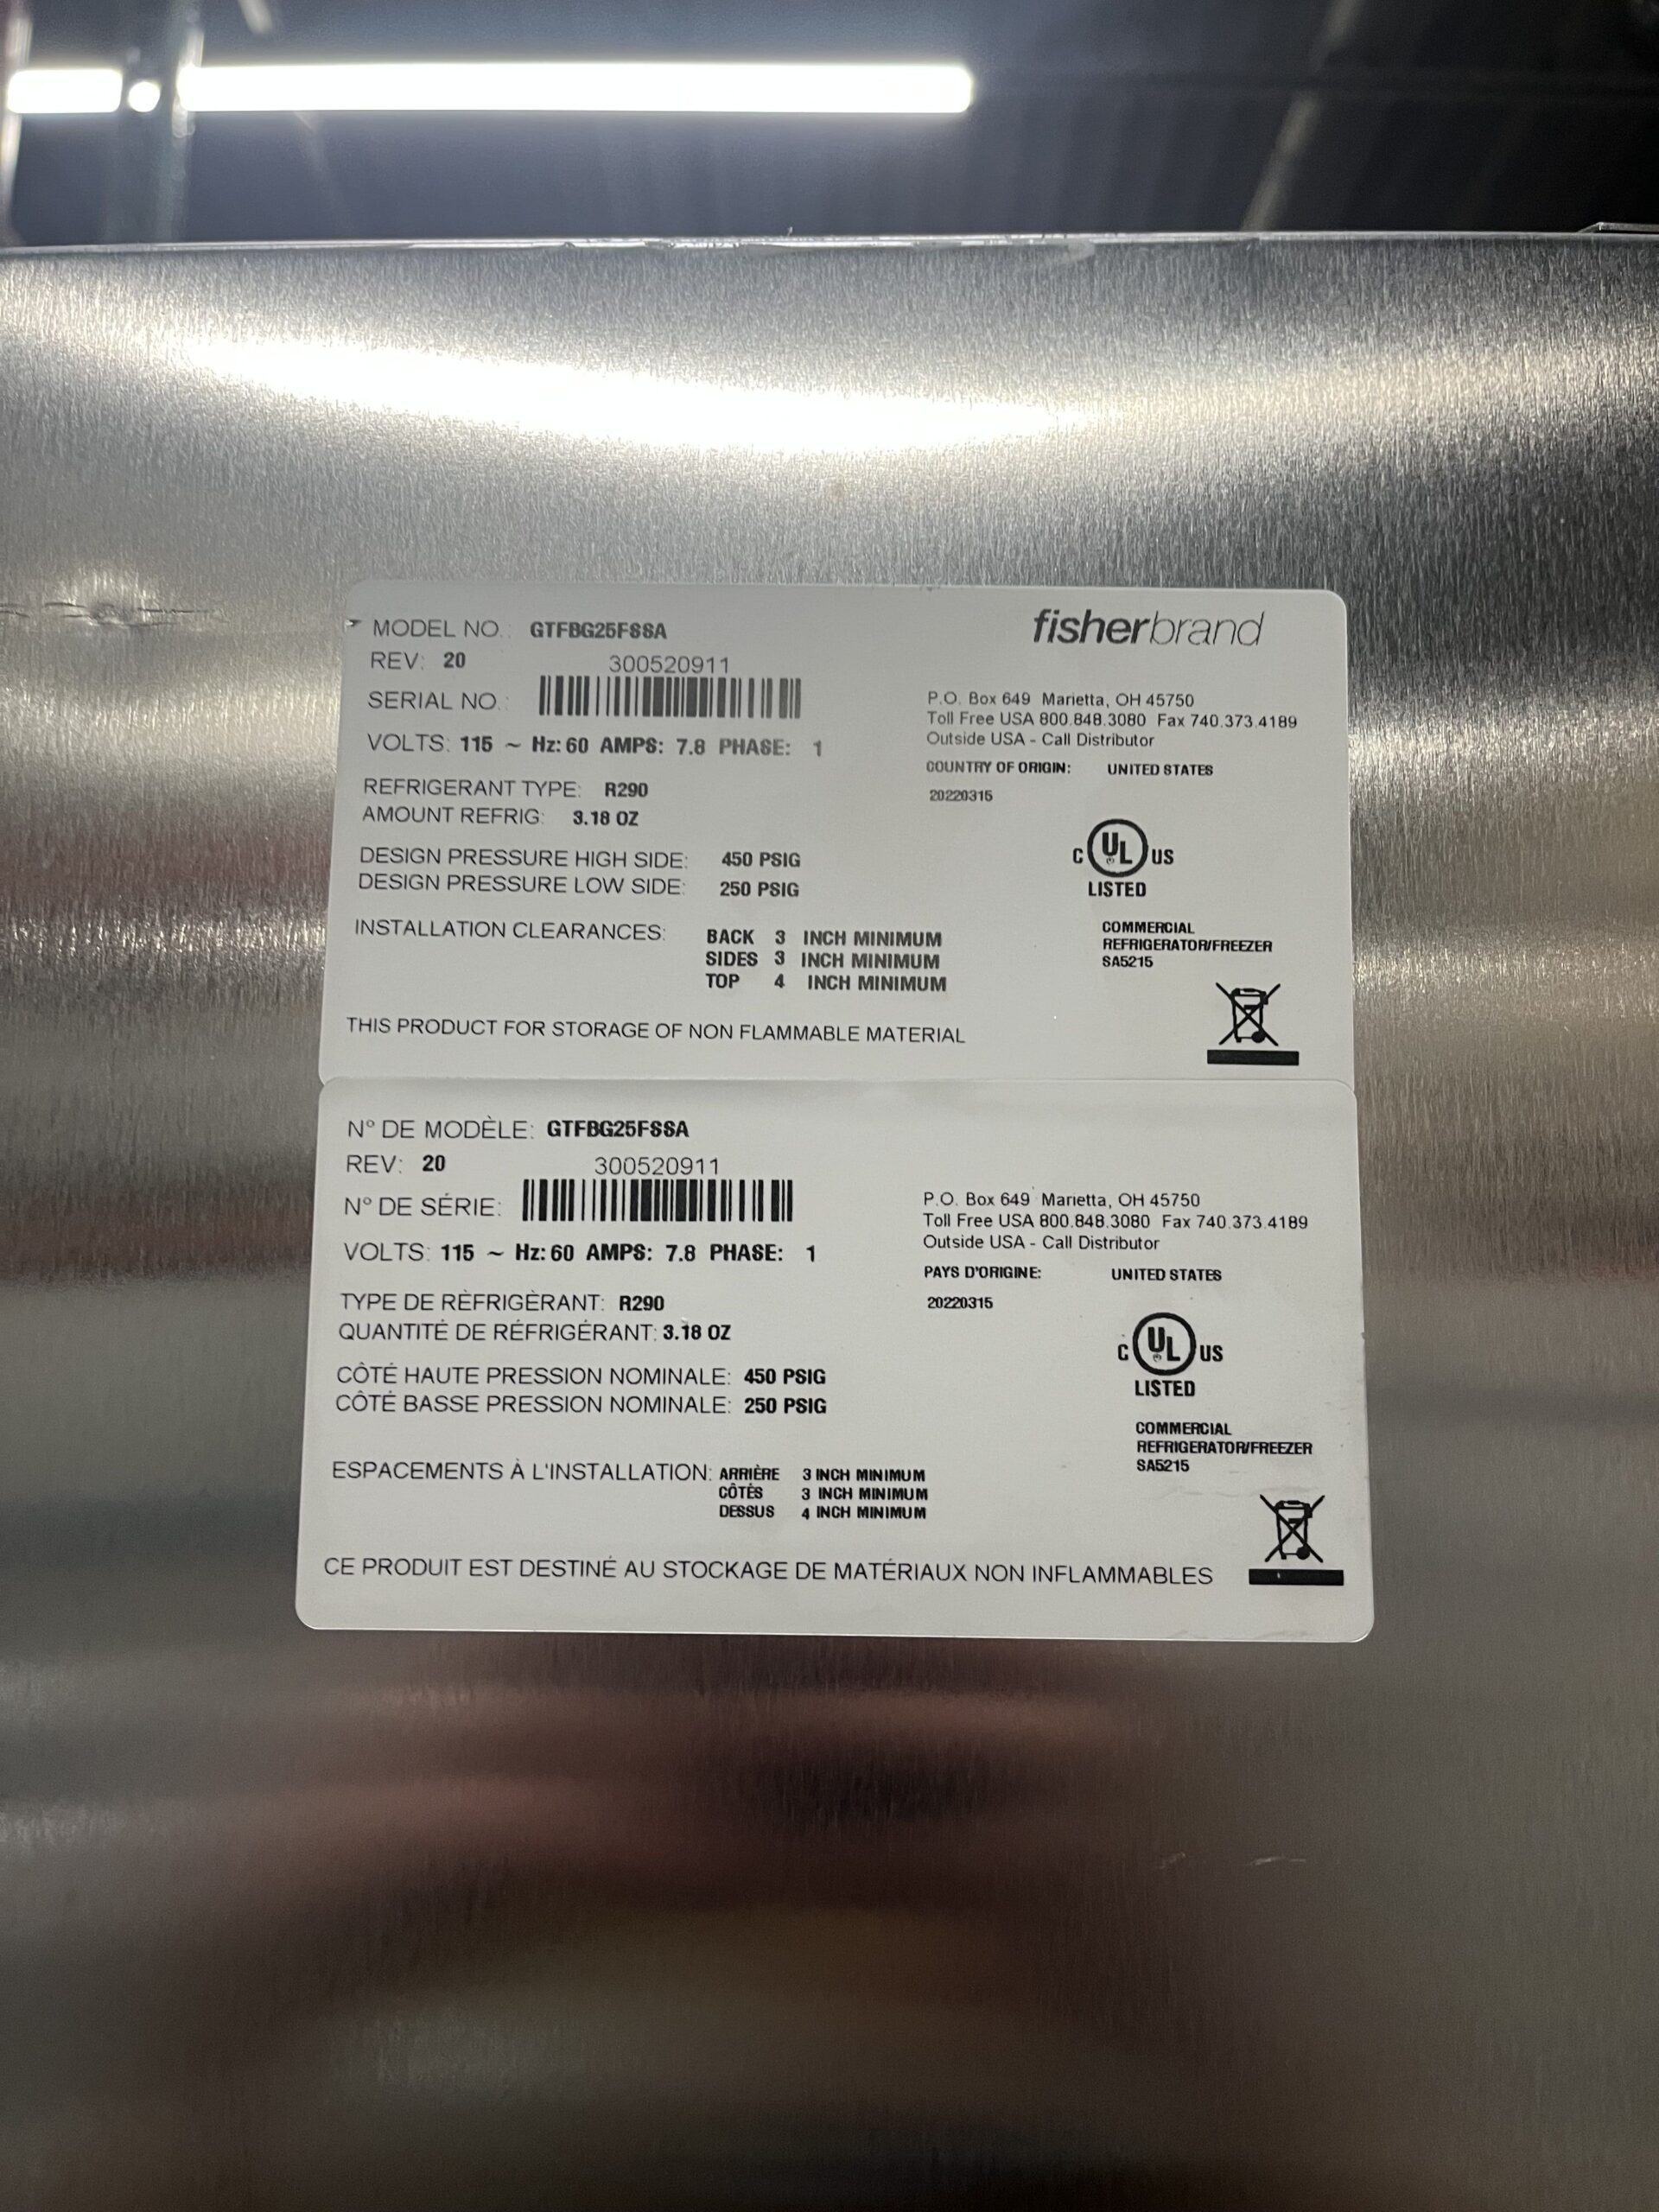 fisherbrand
MODEL NO.: GTFBG25FSSA
REV: 20
300520911
SERIAL NO.:
VOLTS: 115 ~ Hz: 60 AMPS: 7.8 PHASE: 1
REFRIGERANT TYPE: R290
AMOUNT REFRIG: 3.18 OZ
DESIGN PRESSURE HIGH SIDE: 450 PSIG
DESIGN PRESSURE LOW SIDE: 250 PSIG
INSTALLATION CLEARANCES: BACK 3 INCH MINIMUM
SIDES 3 INCH MINIMUM
TOP 4 INCH MINIMUM
THIS PRODUCT FOR STORAGE OF NON FLAMMABLE MATERIAL
P.O. Box 649 Marietta, OH 45750
Toll Free USA 800.848.3080 Fax 740.373.4189
Outside USA - Call Distributor
COUNTRY OF ORIGIN: UNITED STATES
20220315
C UL US
LISTED
COMMERCIAL
REFRIGERATOR/FREEZER
SA5215
N° DE MODÈLE: GTFBG25FSSA
REV: 20
300520911
N° DE SÉRIE:
VOLTS: 115 ~ Hz: 60 AMPS: 7.8 PHASE: 1
TYPE DE RÈFRIGÈRANT: R290
QUANTITÉ DE RÉFRIGÉRANT: 3.18 OZ
CÔTÉ HAUTE PRESSION NOMINALE: 450 PSIG
CÔTÉ BASSE PRESSION NOMINALE: 250 PSIG
ESPACEMENTS À L'INSTALLATION: ARRIÈRE 3 INCH MINIMUM
CÔTÉS 3 INCH MINIMUM
DESSUS 4 INCH MINIMUM
CE PRODUIT EST DESTINÉ AU STOCKAGE DE MATÉRIAUX NON INFLAMMABLES
P.O. Box 649 Marietta, OH 45750
Toll Free USA 800.848.3080 Fax 740.373.4189
Outside USA - Call Distributor
PAYS D'ORIGINE: UNITED STATES
20220315
C UL US
LISTED
COMMERCIAL
REFRIGERATOR/FREEZER
SA5215